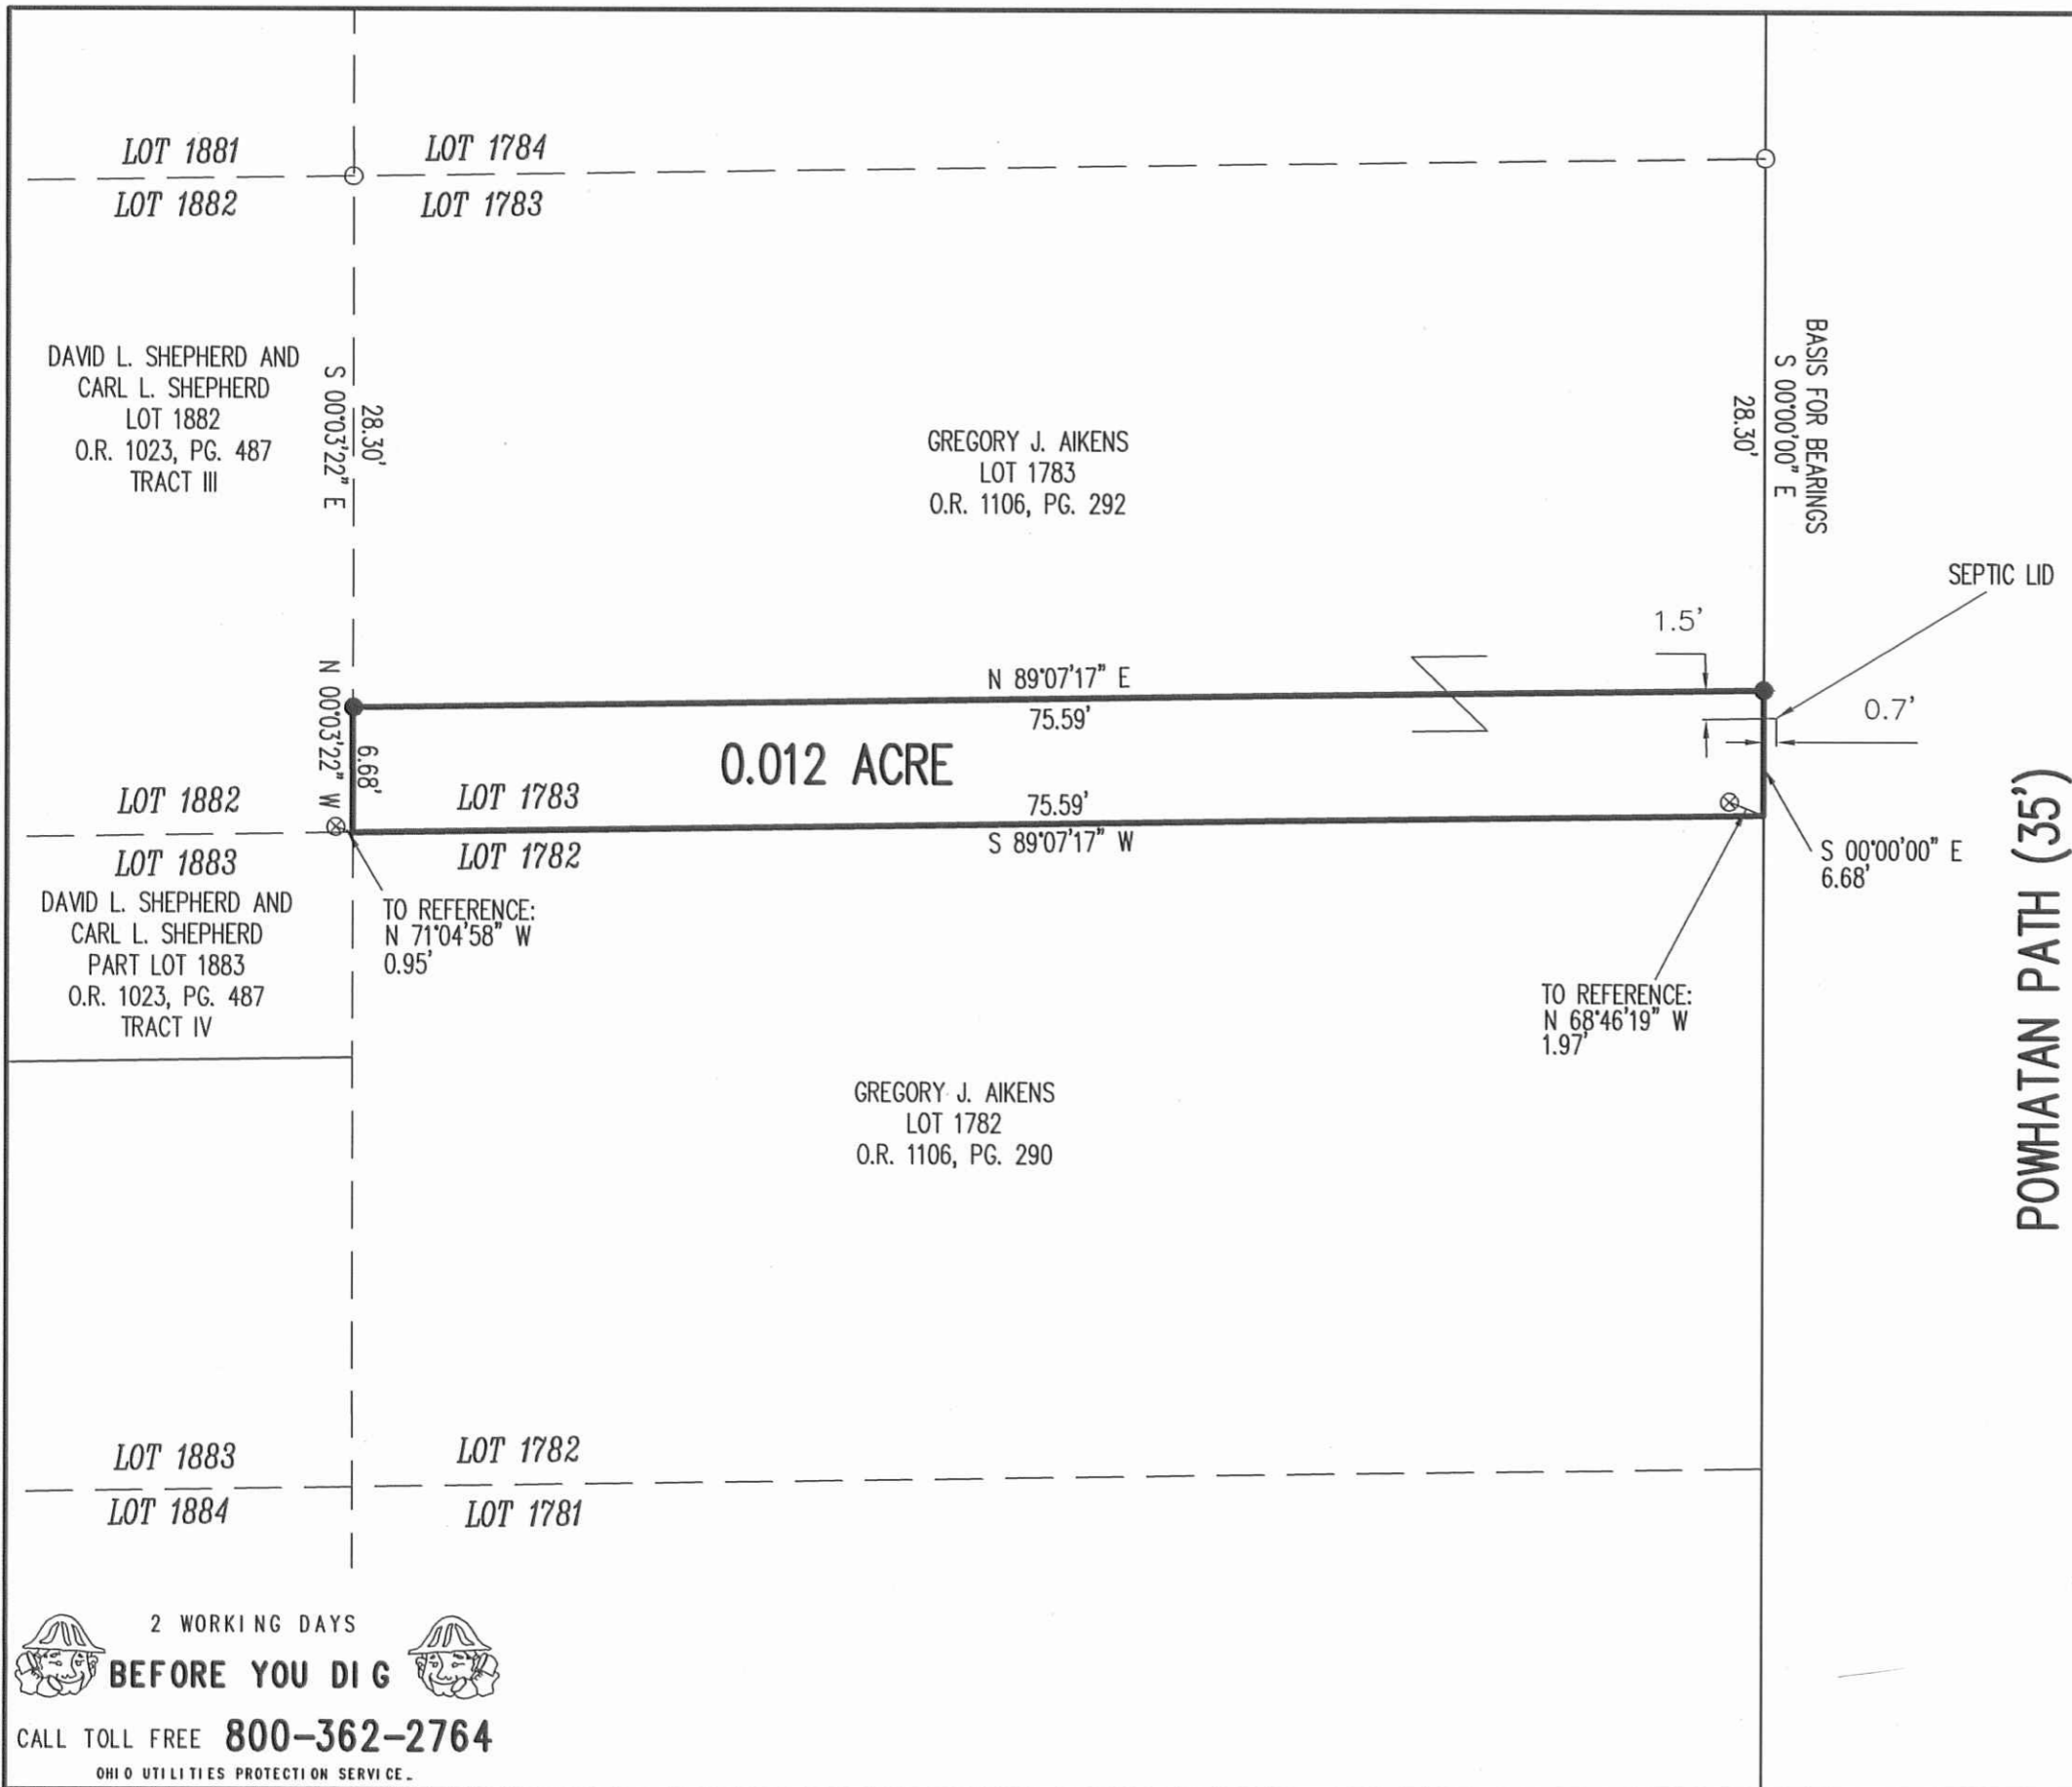 LOT 1881
LOT 1784
LOT 1882
LOT 1783
DAVID L. SHEPHERD AND
CARL L. SHEPHERD
LOT 1882
O.R. 1023, PG. 487
TRACT III
28.30'
S 00°03'22" E
GREGORY J. AIKENS
LOT 1783
O.R. 1106, PG. 292
BASIS FOR BEARINGS
S 00°00'00" E
28.30'
SEPTIC LID
1.5'
0.7'
N 89°07'17" E
75.59'
N 00°03'22" W
6.68'
0.012 ACRE
LOT 1882
LOT 1783
75.59'
S 89°07'17" W
LOT 1883
LOT 1782
S 00°00'00" E
6.68'
POWHATAN PATH (35')
DAVID L. SHEPHERD AND
CARL L. SHEPHERD
PART LOT 1883
O.R. 1023, PG. 487
TRACT IV
TO REFERENCE:
N 71°04'58" W
0.95'
TO REFERENCE:
N 68°46'19" W
1.97'
GREGORY J. AIKENS
LOT 1782
O.R. 1106, PG. 290
LOT 1883
LOT 1782
LOT 1884
LOT 1781
2 WORKING DAYS
BEFORE YOU DIG
CALL TOLL FREE 800-362-2764
OHIO UTILITIES PROTECTION SERVICE.